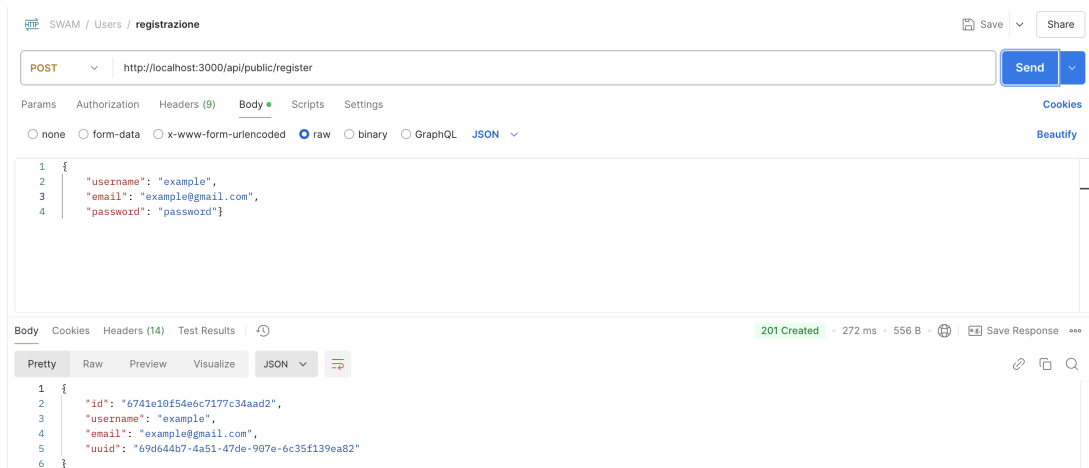 HTTP SWAM / Users / registrazione Save Share
POST http://localhost:3000/api/public/register Send
Params Authorization Headers (9) Body Scripts Settings Cookies
none form-data x-www-form-urlencoded raw binary GraphQL JSON Beautify
1 {
2 "username": "example",
3 "email": "example@gmail.com",
4 "password": "password"}
Body Cookies Headers (14) Test Results 201 Created 272 ms 556 B Save Response
Pretty Raw Preview Visualize JSON
1 {
2 "id": "6741e10f54e6c7177c34aad2",
3 "username": "example",
4 "email": "example@gmail.com",
5 "uuid": "69d644b7-4a51-47de-907e-6c35f139ea82"
6 }